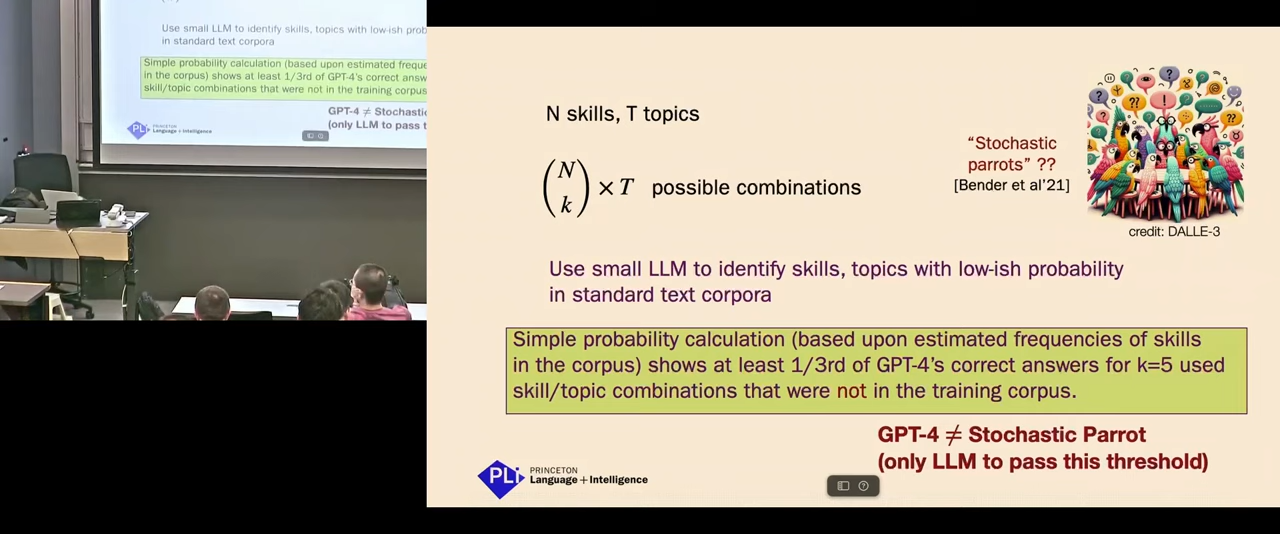 Use small LLM to identify skills, topics with low-ish prob
in standard text corpora
Simple probability calculation (based upon estimated freque
in the corpus) shows at least 1/3rd of GPT-4's correct answ
skill/topic combinations that were not in the training corpus
GPT-4 ≠ Stochastic
(only LLM to pass t
PLi
PRINCETON
Language + Intelligence
N skills, T topics
(N k) × T possible combinations
"Stochastic
parrots" ??
[Bender et al'21]
credit: DALLE-3
Use small LLM to identify skills, topics with low-ish probability
in standard text corpora
Simple probability calculation (based upon estimated frequencies of skills
in the corpus) shows at least 1/3rd of GPT-4's correct answers for k=5 used
skill/topic combinations that were not in the training corpus.
GPT-4 ≠ Stochastic Parrot
(only LLM to pass this threshold)
PLi
PRINCETON
Language + Intelligence